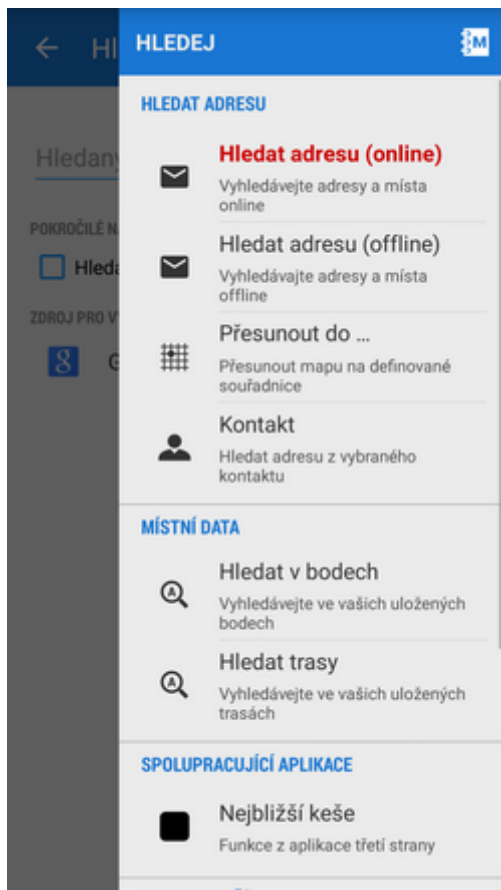 HLEDEJ
HLEDAT ADRESU
Hledat adresu (online)
Vyhledávejte adresy a místa
online
Hledat adresu (offline)
Vyhledávajte adresy a místa
offline
Přesunout do ...
Přesunout mapu na definované
souřadnice
Kontakt
Hledat adresu z vybraného
kontaktu
MÍSTNÍ DATA
Hledat v bodech
Vyhledávejte ve vašich uložených
bodech
Hledat trasy
Vyhledávejte ve vašich uložených
trasách
SPOLUPRACUJÍCÍ APLIKACE
Nejbližší keše
Funkce z aplikace třetí strany